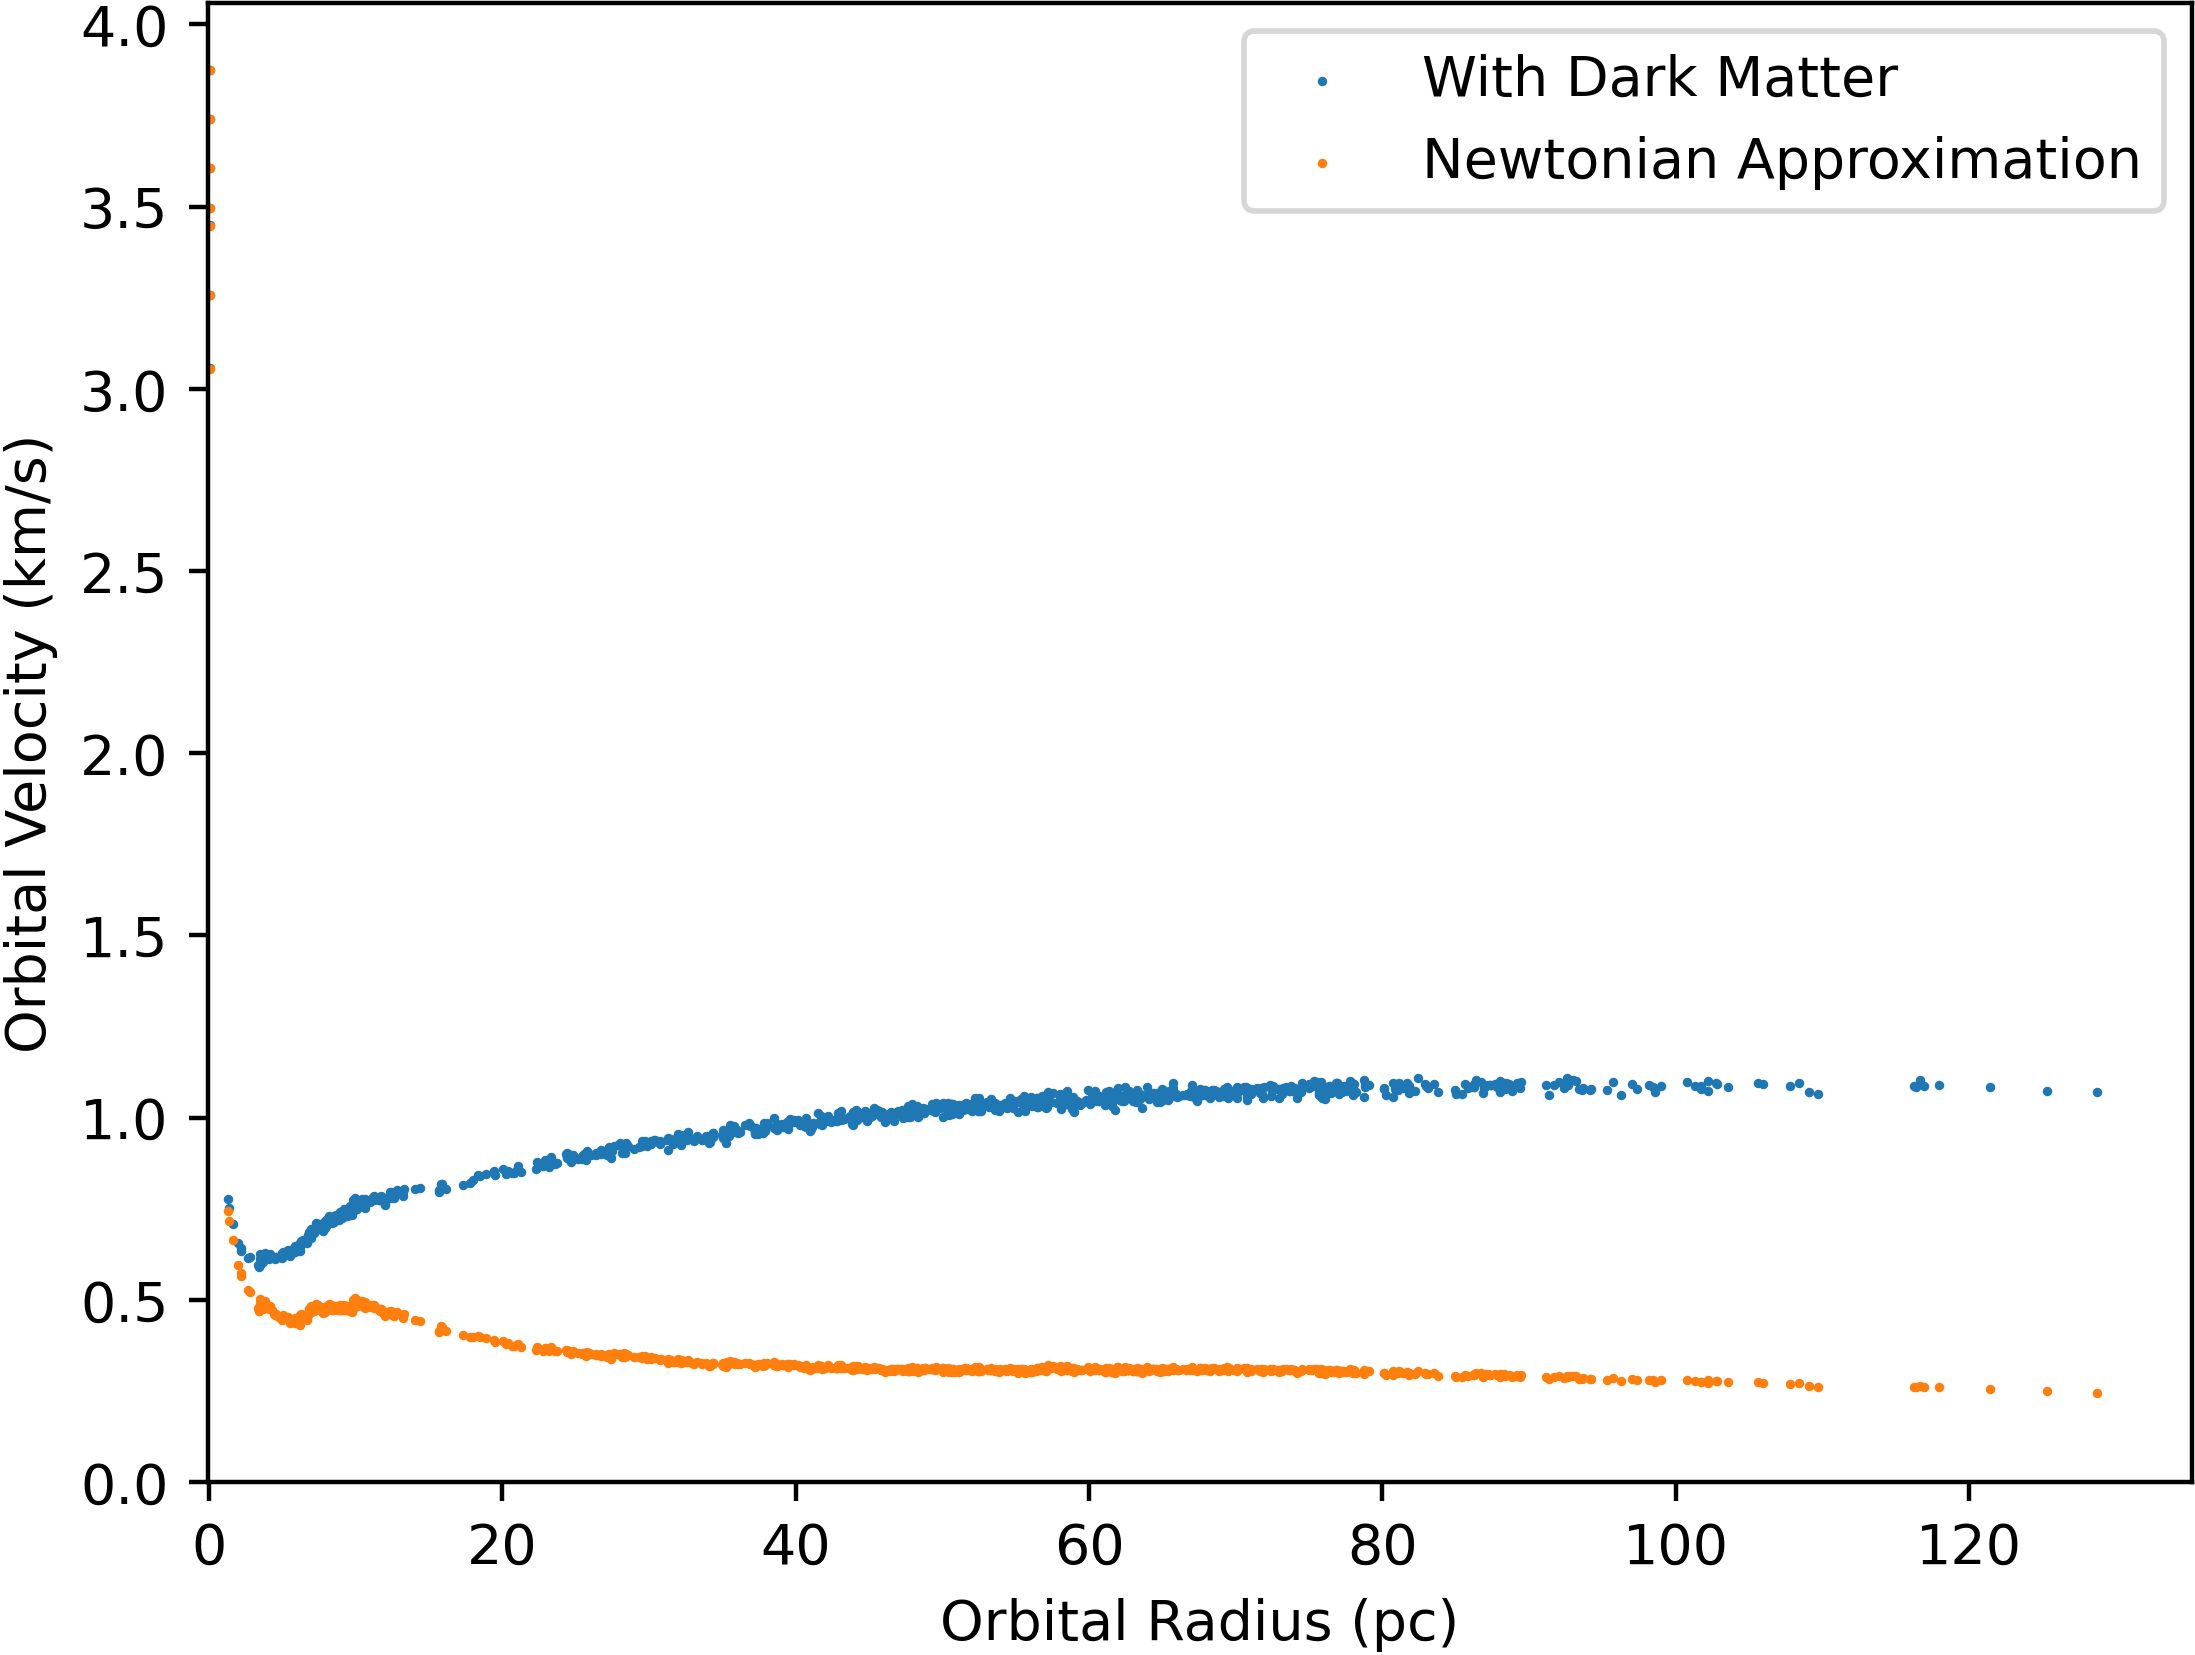 4.0
3.5
3.0
2.5
2.0
1.5
1.0
0.5
0.0
Orbital Velocity (km/s)
With Dark Matter
Newtonian Approximation
0 20 40 60 80 100 120
Orbital Radius (pc)